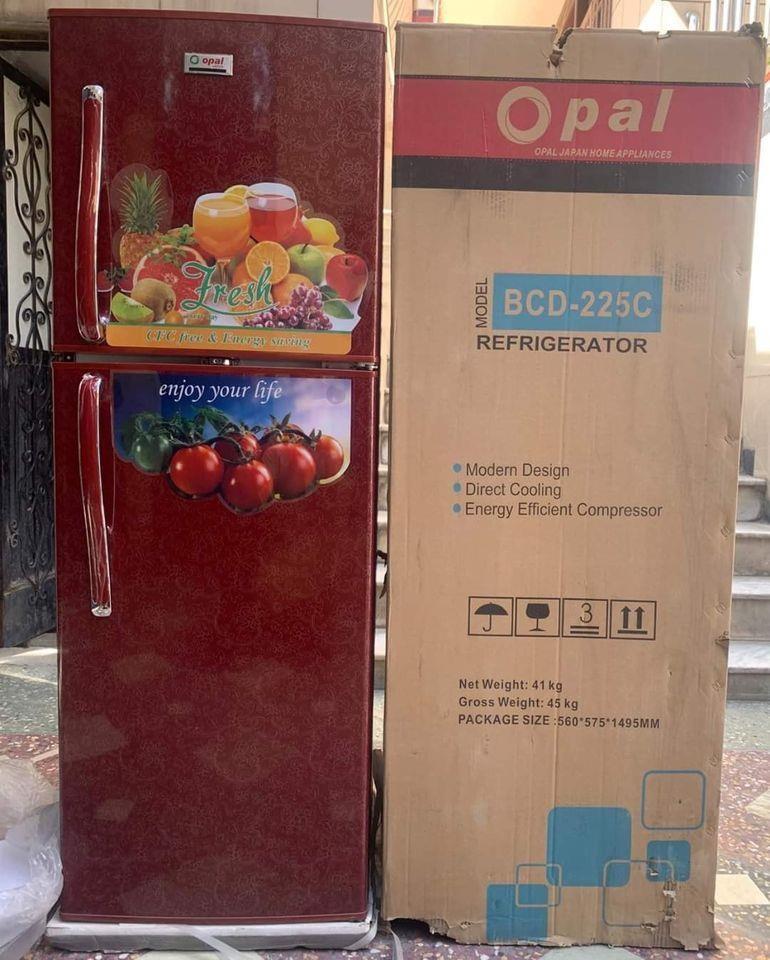 opal
Fresh
CFC free & Energy saving
enjoy your life
Opal
OPAL JAPAN HOME APPLIANCES
MODEL
BCD-225C
REFRIGERATOR
Modern Design
Direct Cooling
Energy Efficient Compressor
3
Net Weight: 41 kg
Gross Weight: 45 kg
PACKAGE SIZE :560*575*1495MM